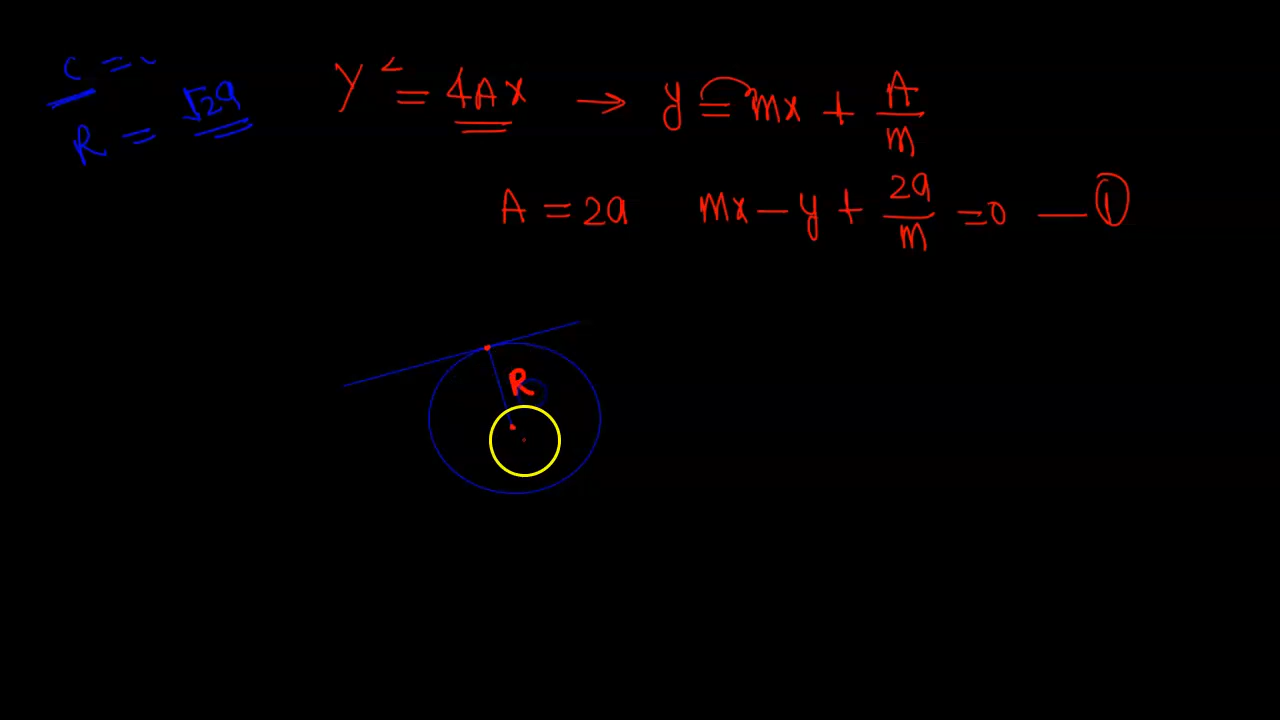 C =
R = √2a
y² = 4Ax → y = mx + A/m
A = 2a mx - y + 2a/m = 0 — ①
R